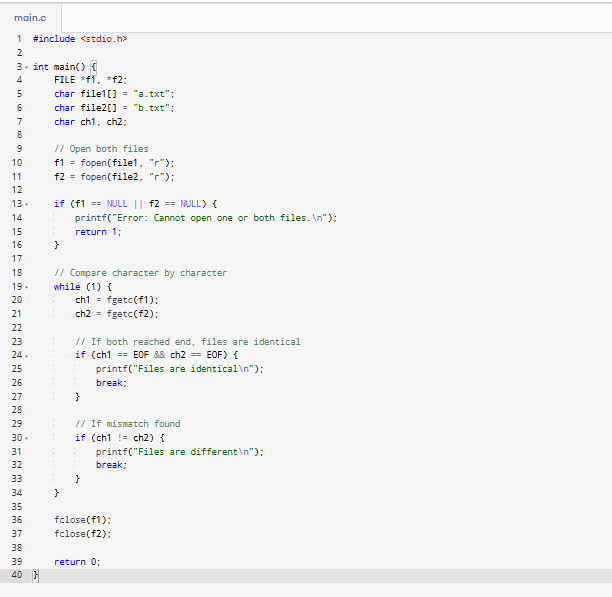 main.c
1 #include <stdio.h>
2
3 int main() {
4     FILE *f1, *f2;
5     char file1[] = "a.txt";
6     char file2[] = "b.txt";
7     char ch1, ch2;
8
9     // Open both files
10     f1 = fopen(file1, "r");
11     f2 = fopen(file2, "r");
12
13     if (f1 == NULL || f2 == NULL) {
14         printf("Error: Cannot open one or both files.\n");
15         return 1;
16     }
17
18     // Compare character by character
19     while (1) {
20         ch1 = fgetc(f1);
21         ch2 = fgetc(f2);
22
23         // If both reached end, files are identical
24         if (ch1 == EOF && ch2 == EOF) {
25             printf("Files are identical\n");
26             break;
27         }
28
29         // If mismatch found
30         if (ch1 != ch2) {
31             printf("Files are different\n");
32             break;
33         }
34     }
35
36     fclose(f1);
37     fclose(f2);
38
39     return 0;
40 }